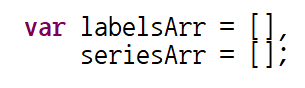 var labelsArr = [],
    seriesArr = [];